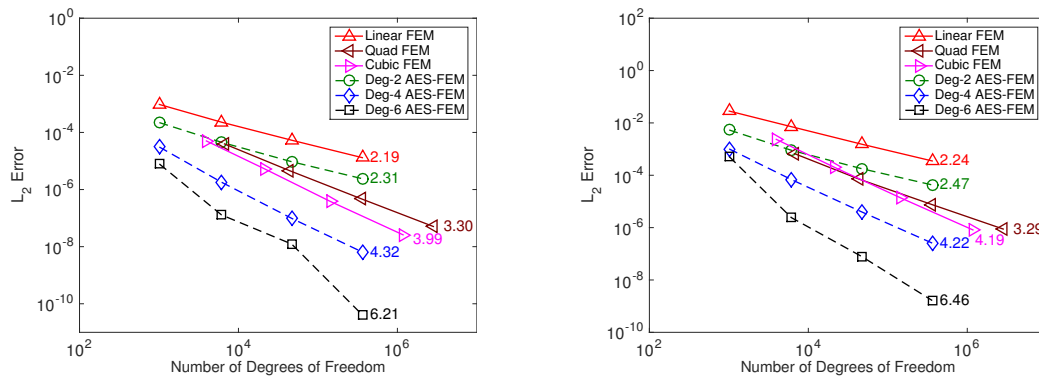 10^0
10^-2
10^-4
10^-6
10^-8
10^-10
L_2 Error
10^2
10^4
10^6
Number of Degrees of Freedom
Linear FEM
Quad FEM
Cubic FEM
Deg-2 AES-FEM
Deg-4 AES-FEM
Deg-6 AES-FEM
2.19
2.31
3.30
3.99
4.32
6.21
10^2
10^0
10^-2
10^-4
10^-6
10^-8
10^-10
L_2 Error
10^2
10^4
10^6
Number of Degrees of Freedom
Linear FEM
Quad FEM
Cubic FEM
Deg-2 AES-FEM
Deg-4 AES-FEM
Deg-6 AES-FEM
2.24
2.47
3.29
4.22
4.19
6.46